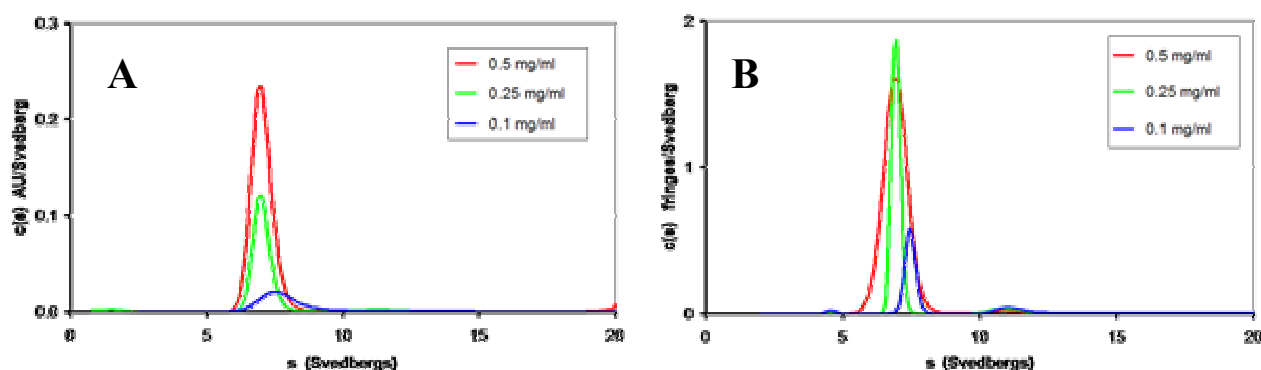 A
0.3
0.2
0.1
0.0
c(s) AU/Svedberg
0.5 mg/ml
0.25 mg/ml
0.1 mg/ml
0 5 10 15 20
s (Svedbergs)
B
2
1
0
c(s) fringes/Svedberg
0.5 mg/ml
0.25 mg/ml
0.1 mg/ml
0 5 10 15 20
s (Svedbergs)